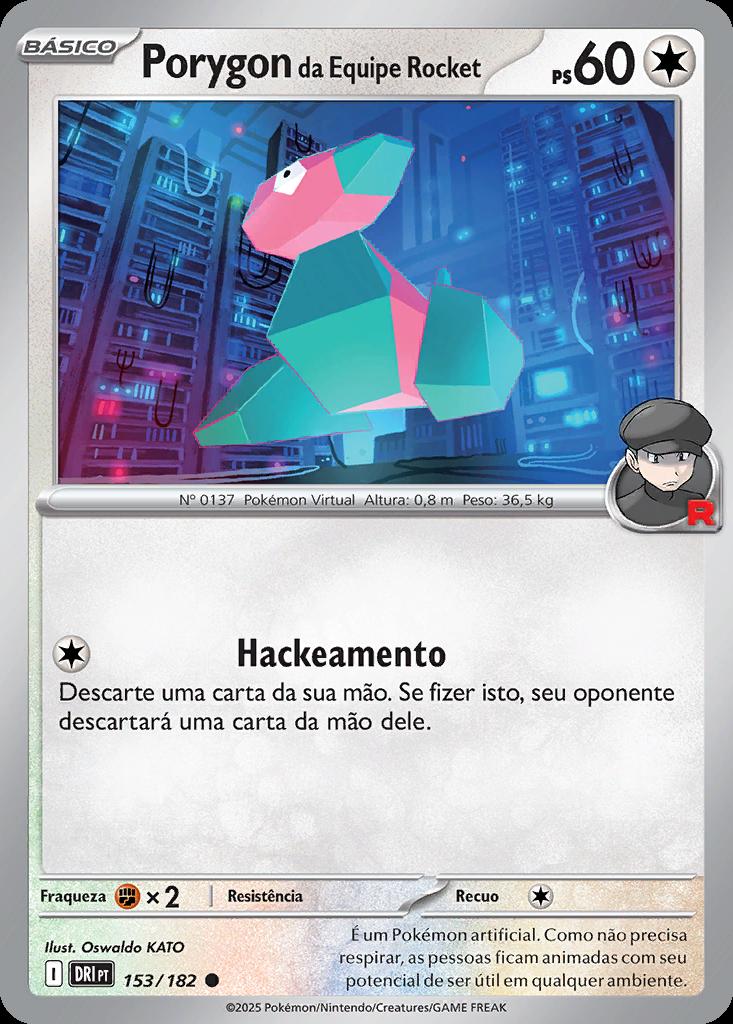 BÁSICO
Porygon da Equipe Rocket
PS 60
Nº 0137 Pokémon Virtual Altura: 0,8 m Peso: 36,5 kg
R
Hackeamento
Descarte uma carta da sua mão. Se fizer isto, seu oponente
descartará uma carta da mão dele.
Fraqueza ×2 Resistência Recuo
Ilust. Oswaldo KATO
I DRI PT 153/182
É um Pokémon artificial. Como não precisa
respirar, as pessoas ficam animadas com seu
potencial de ser útil em qualquer ambiente.
©2025 Pokémon/Nintendo/Creatures/GAME FREAK